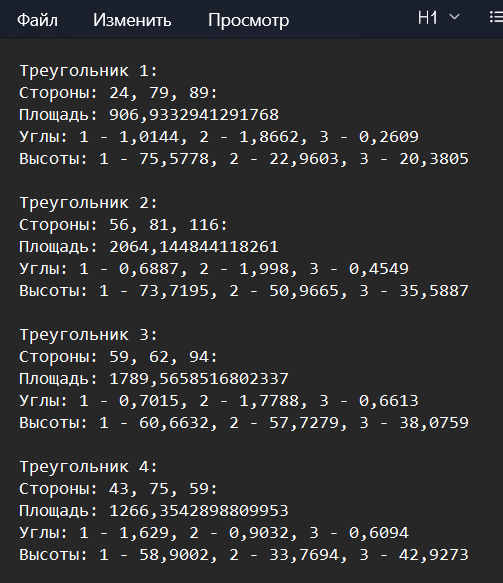 Файл Изменить Просмотр H1
Треугольник 1:
Стороны: 24, 79, 89:
Площадь: 906,9332941291768
Углы: 1 - 1,0144, 2 - 1,8662, 3 - 0,2609
Высоты: 1 - 75,5778, 2 - 22,9603, 3 - 20,3805
Треугольник 2:
Стороны: 56, 81, 116:
Площадь: 2064,144844118261
Углы: 1 - 0,6887, 2 - 1,998, 3 - 0,4549
Высоты: 1 - 73,7195, 2 - 50,9665, 3 - 35,5887
Треугольник 3:
Стороны: 59, 62, 94:
Площадь: 1789,5658516802337
Углы: 1 - 0,7015, 2 - 1,7788, 3 - 0,6613
Высоты: 1 - 60,6632, 2 - 57,7279, 3 - 38,0759
Треугольник 4:
Стороны: 43, 75, 59:
Площадь: 1266,3542898809953
Углы: 1 - 1,629, 2 - 0,9032, 3 - 0,6094
Высоты: 1 - 58,9002, 2 - 33,7694, 3 - 42,9273